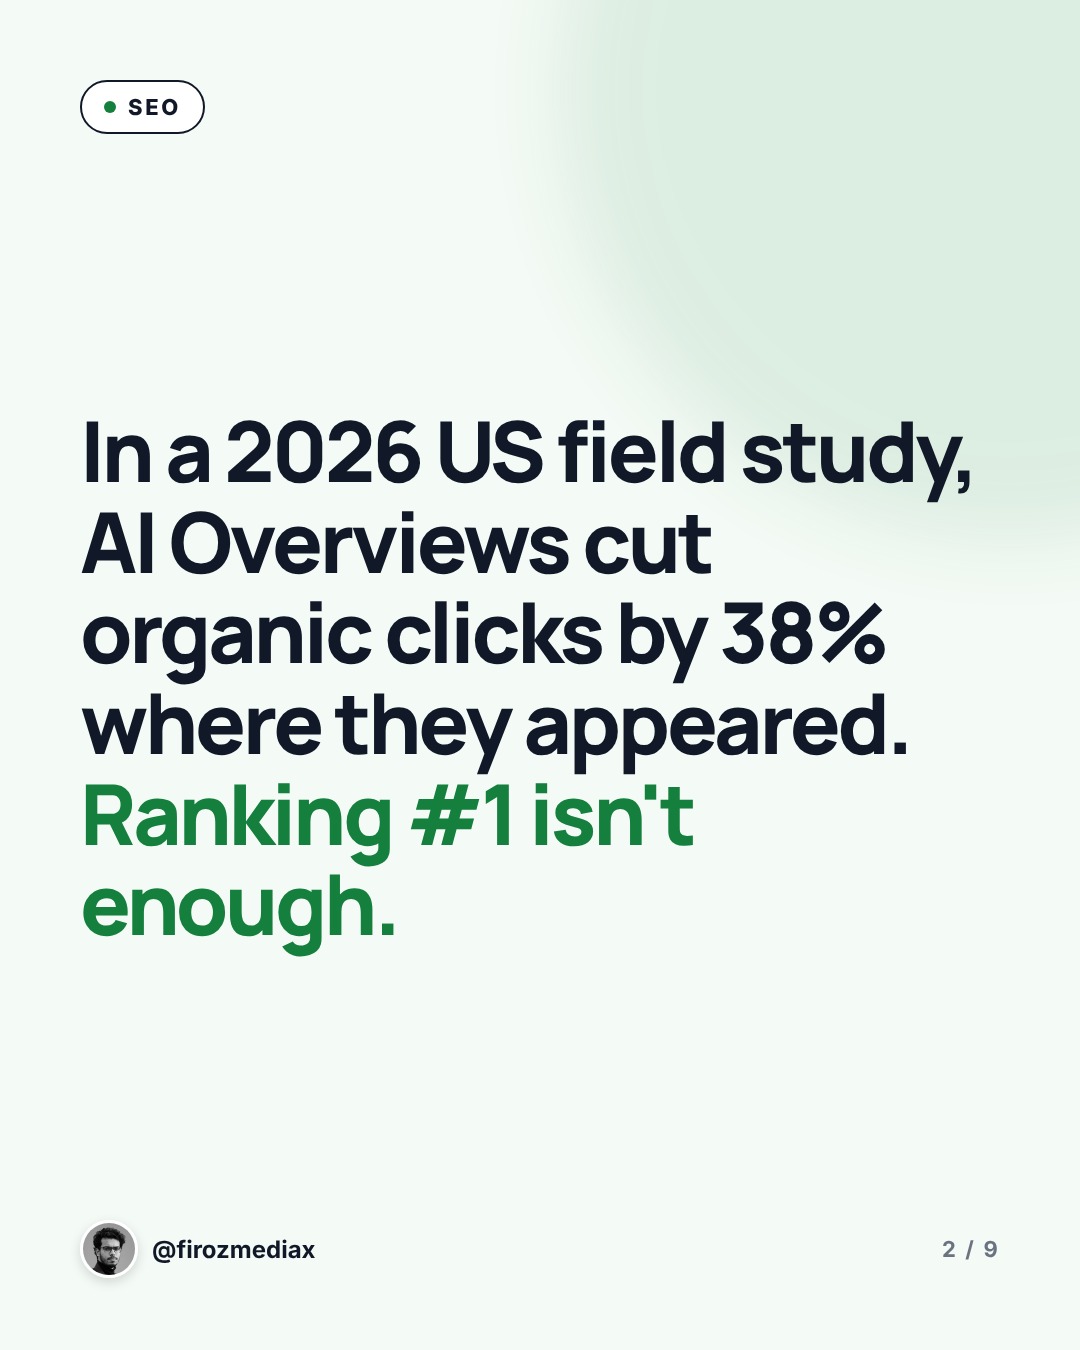 SEO
In a 2026 US field study,
AI Overviews cut
organic clicks by 38%
where they appeared.
Ranking #1 isn't
enough.
@firozmediax
2 / 9